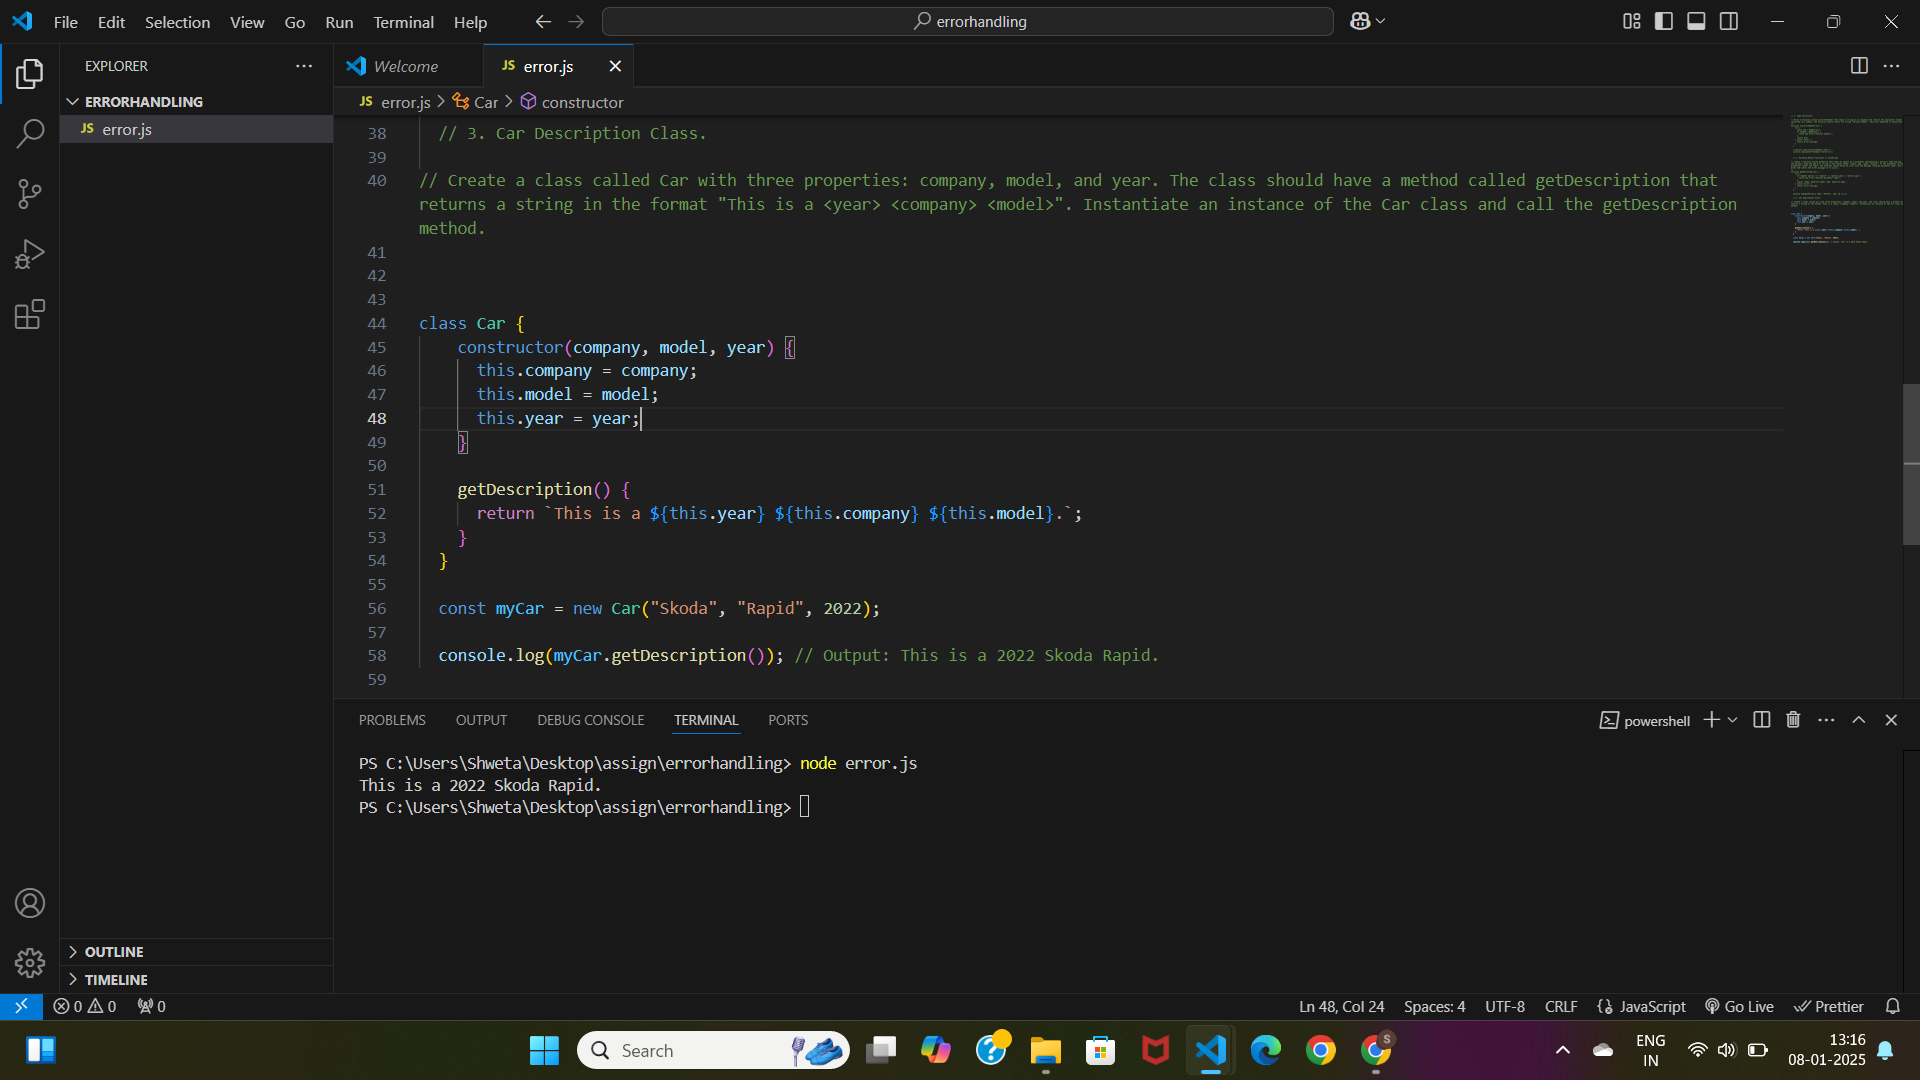 File Edit Selection View Go Run Terminal Help
errorhandling
EXPLORER
ERRORHANDLING
JS error.js
Welcome
JS error.js
JS error.js > Car > constructor
38 // 3. Car Description Class.
39
40 // Create a class called Car with three properties: company, model, and year. The class should have a method called getDescription that
returns a string in the format "This is a <year> <company> <model>". Instantiate an instance of the Car class and call the getDescription
method.
41
42
43
44 class Car {
45 constructor(company, model, year) {
46 this.company = company;
47 this.model = model;
48 this.year = year;
49 }
50
51 getDescription() {
52 return `This is a ${this.year} ${this.company} ${this.model}.`;
53 }
54 }
55
56 const myCar = new Car("Skoda", "Rapid", 2022);
57
58 console.log(myCar.getDescription()); // Output: This is a 2022 Skoda Rapid.
59
PROBLEMS OUTPUT DEBUG CONSOLE TERMINAL PORTS
powershell
PS C:\Users\Shweta\Desktop\assign\errorhandling> node error.js
This is a 2022 Skoda Rapid.
PS C:\Users\Shweta\Desktop\assign\errorhandling>
OUTLINE
TIMELINE
0 0 0
Ln 48, Col 24 Spaces: 4 UTF-8 CRLF {} JavaScript Go Live Prettier
Search
S
ENG
IN
13:16
08-01-2025